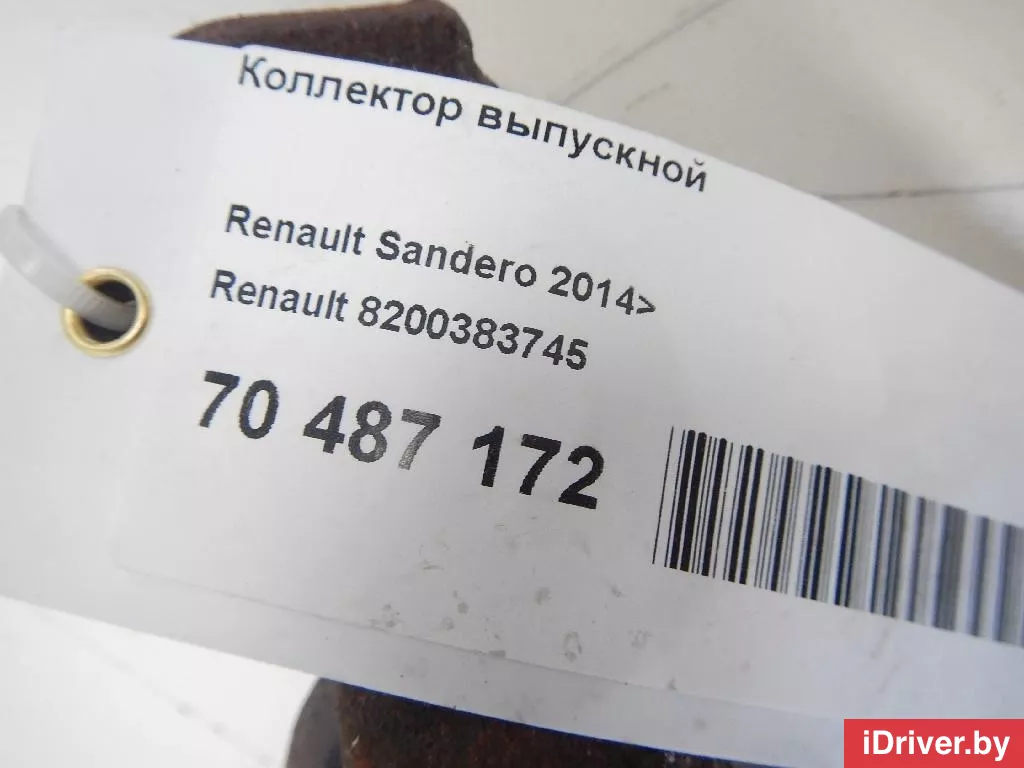 Коллектор выпускной
Renault Sandero 2014>
Renault 8200383745
70 487 172
iDriver.by